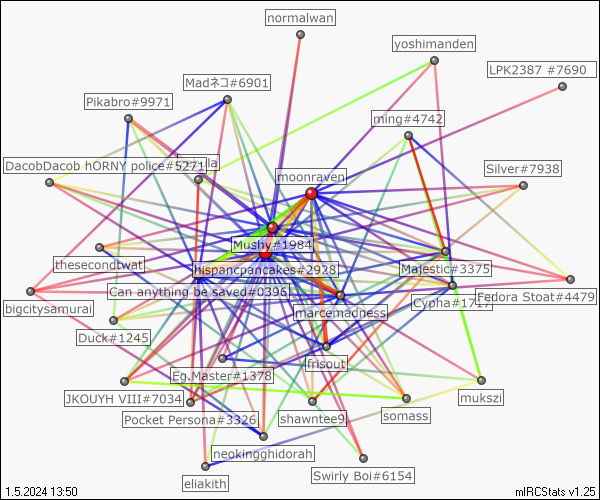 normalwan
yoshimanden
LPK2387 #7690
Madネコ#6901
Pikabro#9971
ming#4742
DacobDacob hORNY police#5271
la
Silver#7938
moonraven
Mushy#1984
thesecondtwat
hispancpancakes#2928
Majestic#3375
Can anything be saved#0396
Cypha#1717
Fedora Stoat#4479
bigcitysamurai
marcemadness
Duck#1245
frisout
Eg.Master#1378
JKOUYH VIII#7034
mukszi
Pocket Persona#3326
shawntee9
somass
neokingghidorah
Swirly Boi#6154
eliakith
1.5.2024 13:50
mIRCStats v1.25